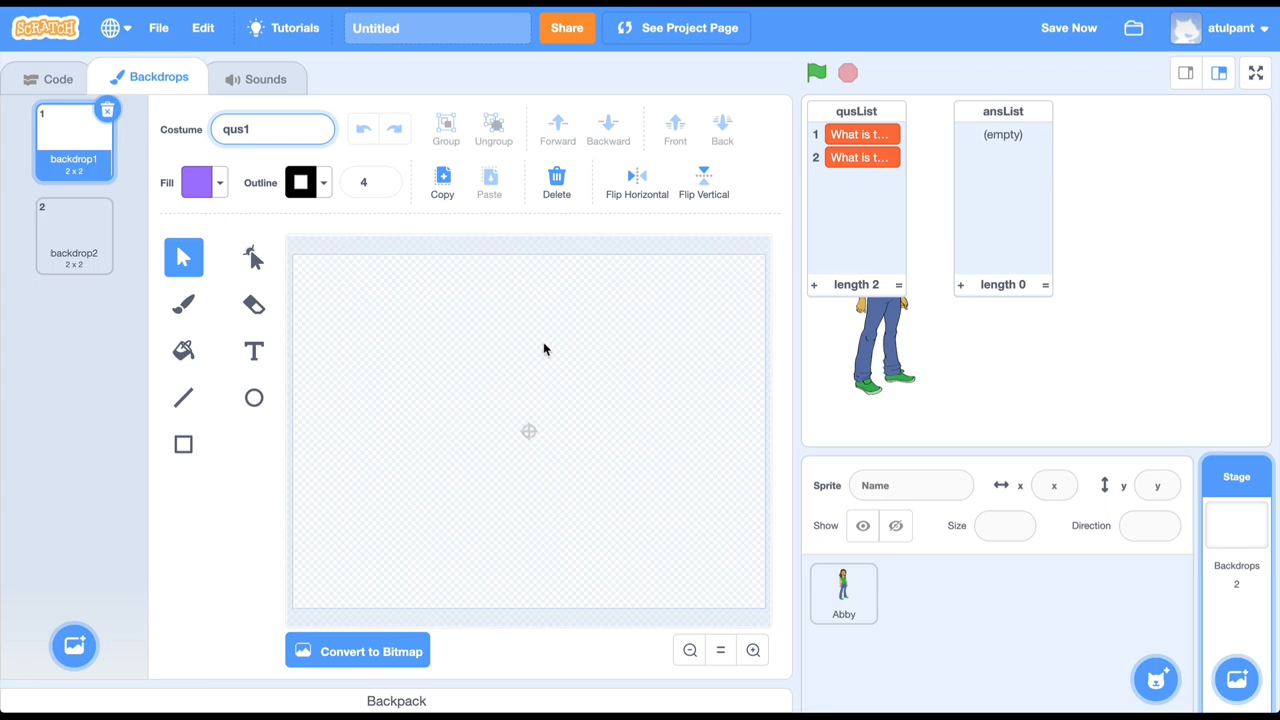 SCRATCH File Edit Tutorials Untitled Share See Project Page Save Now atulpant
Code Backdrops Sounds
1
backdrop1
2 x 2
2
backdrop2
2 x 2
Costume qus1 Group Ungroup Forward Backward Front Back
Fill Outline 4 Copy Paste Delete Flip Horizontal Flip Vertical
Convert to Bitmap
Backpack
qusList
1 What is t...
2 What is t...
+ length 2 =
ansList
(empty)
+ length 0 =
Sprite Name x x y y
Show Size Direction
Abby
Stage
Backdrops
2